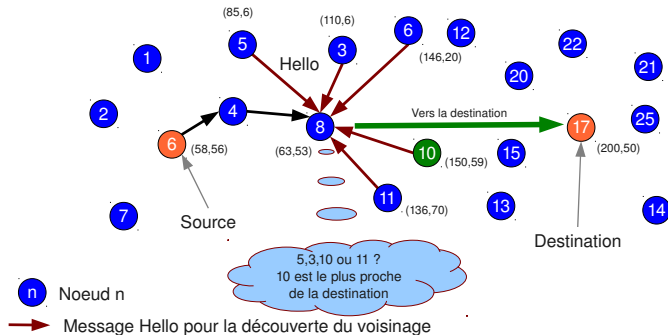 (85,6)
(110,6)
5
3
6
12
22
1
Hello
(146,20)
21
20
2
4
8
Vers la destination
17
25
6
(58,56)
(63,53)
10
(150,59)
15
(200,50)
11
(136,70)
13
14
7
Source
Destination
5,3,10 ou 11 ?
10 est le plus proche
de la destination
n
Noeud n
Message Hello pour la découverte du voisinage